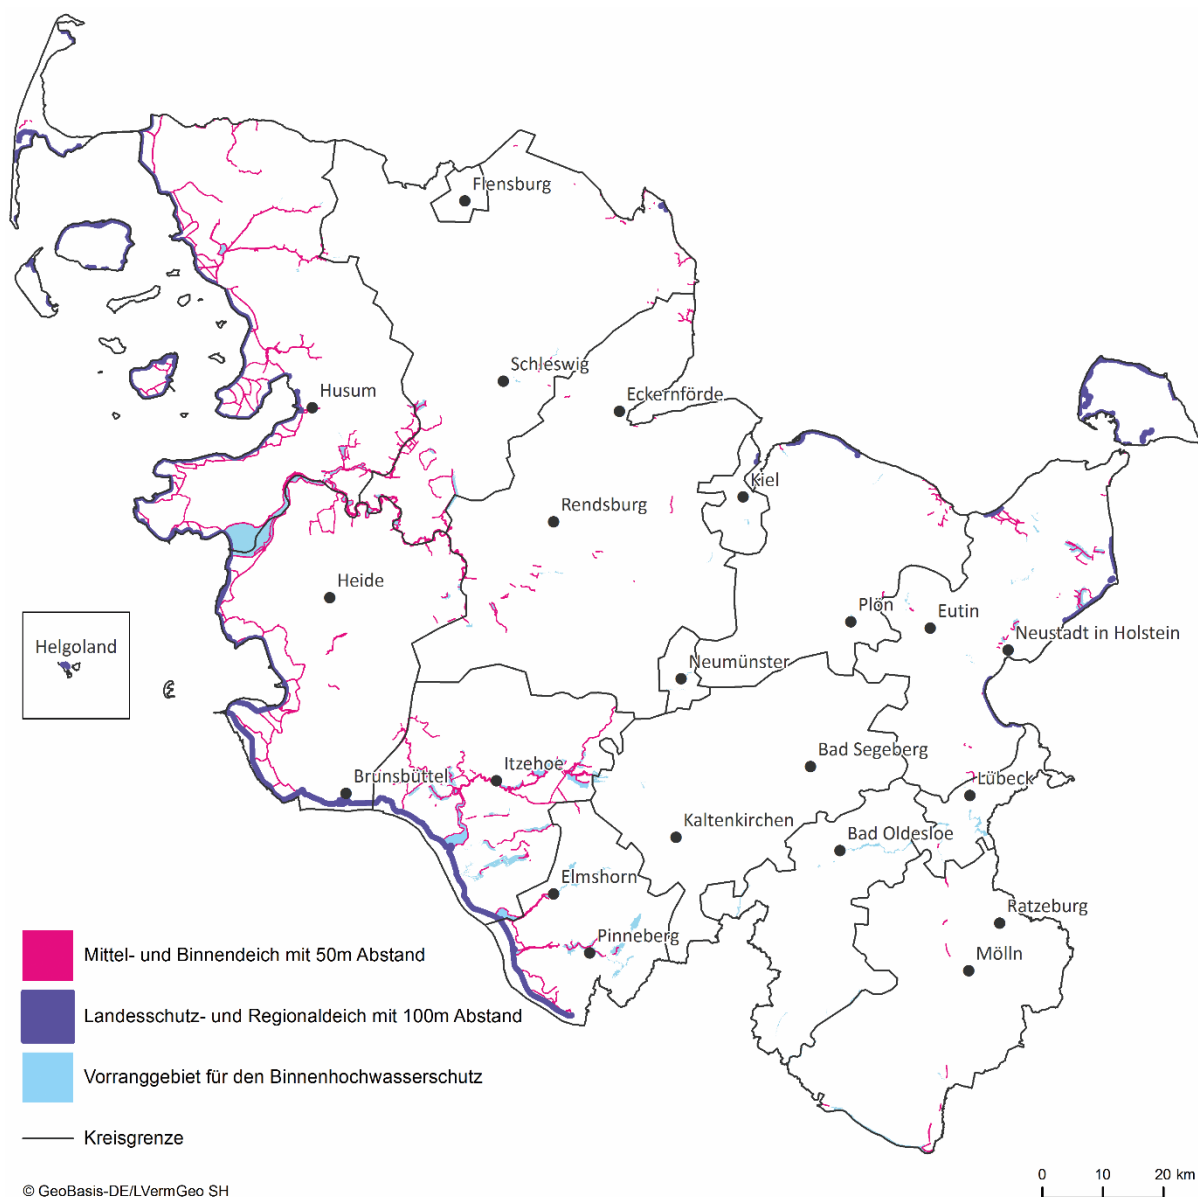 Flensburg
Schleswig
Husum
Eckernförde
Kiel
Rendsburg
Heide
Plön
Eutin
Helgoland
Neustadt in Holstein
Neumünster
Bad Segeberg
Itzehoe
Brunsbüttel
Lübeck
Kaltenkirchen
Bad Oldesloe
Elmshorn
Ratzeburg
Pinneberg
Mölln
Mittel- und Binnendeich mit 50m Abstand
Landesschutz- und Regionaldeich mit 100m Abstand
Vorranggebiet für den Binnenhochwasserschutz
Kreisgrenze
0 10 20 km
© GeoBasis-DE/LVermGeo SH